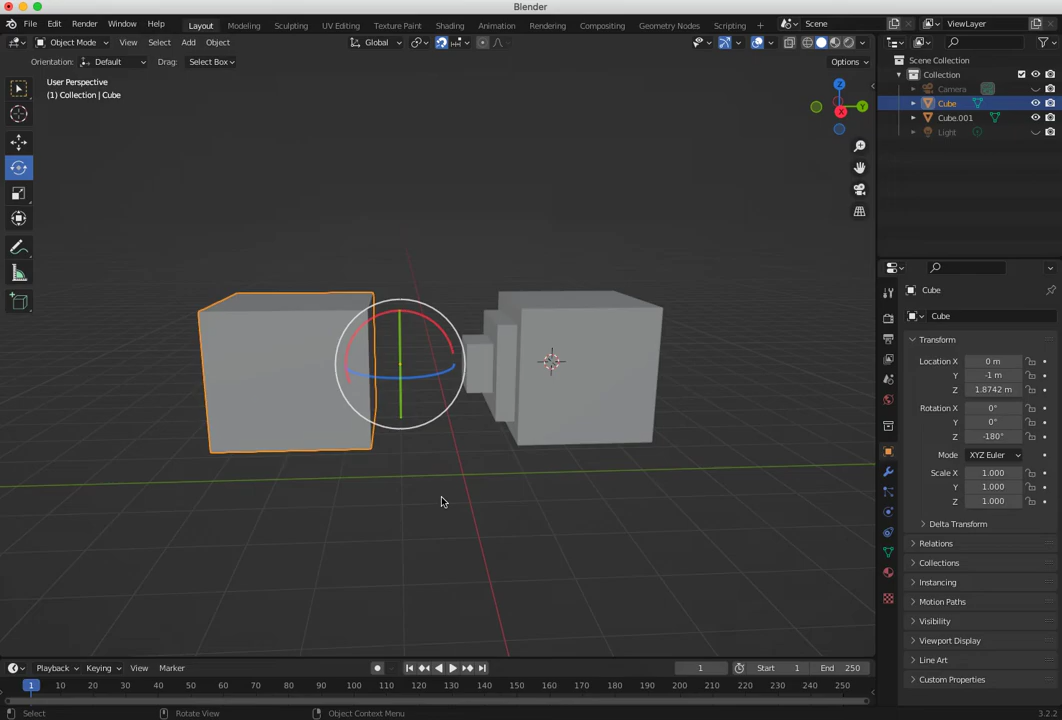 Blender
File Edit Render Window Help Layout Modeling Sculpting UV Editing Texture Paint Shading Animation Rendering Compositing Geometry Nodes Scripting + Scene ViewLayer
Object Mode View Select Add Object Global
Orientation: Default Drag: Select Box Options
User Perspective
(1) Collection | Cube
Z
Y
X
Scene Collection
Collection
Camera
Cube
Cube.001
Light
Cube
Cube
Transform
Location X 0 m
Y -1 m
Z 1.8742 m
Rotation X 0°
Y 0°
Z -180°
Mode XYZ Euler
Scale X 1.000
Y 1.000
Z 1.000
Delta Transform
Relations
Collections
Instancing
Motion Paths
Visibility
Viewport Display
Line Art
Custom Properties
Playback Keying View Marker 1 Start 1 End 250
1 10 20 30 40 50 60 70 80 90 100 110 120 130 140 150 160 170 180 190 200 210 220 230 240 250
Select Rotate View Object Context Menu 3.2.2